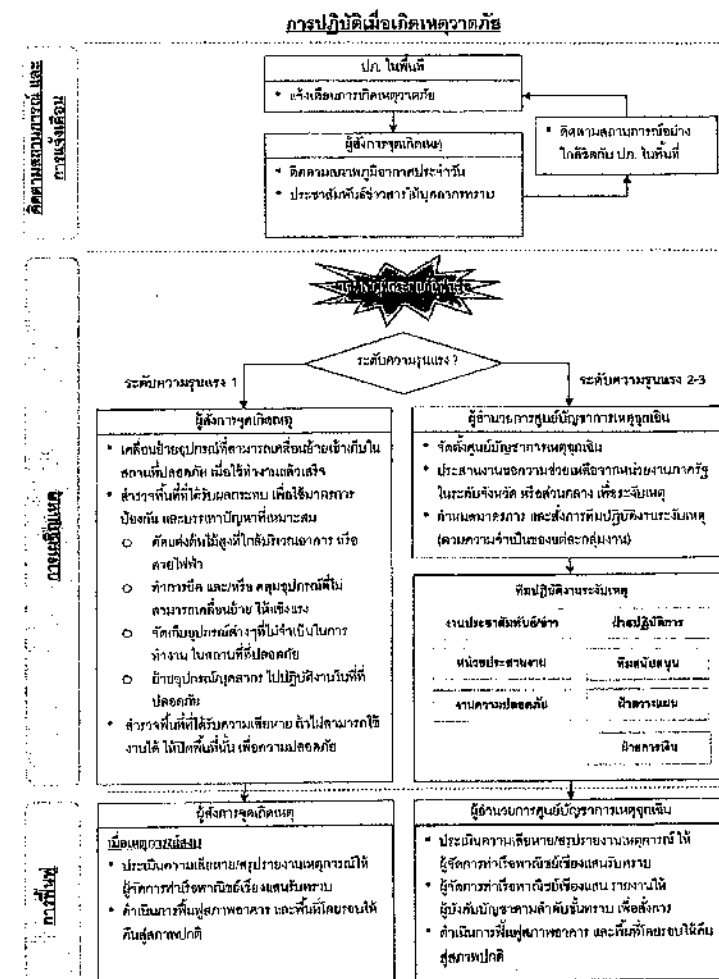 การปฏิบัติเมื่อเกิดเหตุวาตภัย
ติดตามสถานการณ์ และ
การแจ้งเตือน
ปภ. ในพื้นที่
• แจ้งเตือนการเกิดเหตุวาตภัย
ผู้สั่งการจุดเกิดเหตุ
• ติดตามสภาพภูมิอากาศประจำวัน
• ประชาสัมพันธ์ข่าวสารให้บุคลากรทราบ
• ติดตามสถานการณ์อย่าง
ใกล้ชิดกับ ปภ. ในพื้นที่
การเผชิญเหตุ
ระดับความรุนแรง ?
ระดับความรุนแรง 1
ระดับความรุนแรง 2-3
ผู้สั่งการจุดเกิดเหตุ
• เคลื่อนย้ายอุปกรณ์ที่สามารถเคลื่อนย้ายเข้าเก็บใน
สถานที่ปลอดภัย เมื่อใช้ทำงานแล้วเสร็จ
• สำรวจพื้นที่ที่ได้รับผลกระทบ เพื่อใช้มาตรการ
ป้องกัน และบรรเทาปัญหาที่เหมาะสม
o ตัดแต่งต้นไม้สูงที่ใกล้บริเวณอาคาร หรือ
สายไฟฟ้า
o ทำการยึด และ/หรือ คลุมอุปกรณ์ที่ไม่
สามารถเคลื่อนย้าย ให้แข็งแรง
o จัดเก็บอุปกรณ์ต่างๆที่ไม่จำเป็นในการ
ทำงาน ในสถานที่ที่ปลอดภัย
o ย้ายอุปกรณ์/บุคลากร ไปปฏิบัติงานในที่ที่
ปลอดภัย
• สำรวจพื้นที่ที่ได้รับความเสียหาย ถ้าไม่สามารถใช้
งานได้ ให้ปิดพื้นที่นั้น เพื่อความปลอดภัย
ผู้อำนวยการศูนย์บัญชาการเหตุฉุกเฉิน
• จัดตั้งศูนย์บัญชาการเหตุฉุกเฉิน
• ประสานงานขอความช่วยเหลือจากหน่วยงานภาครัฐ
ในระดับจังหวัด หรือส่วนกลาง เพื่อระงับเหตุ
• กำหนดมาตรการ และสั่งการทีมปฏิบัติงานระงับเหตุ
(ตามความจำเป็นของแต่ละกลุ่มงาน)
ทีมปฏิบัติงานระงับเหตุ
งานประชาสัมพันธ์/ข่าว
ฝ่ายปฏิบัติการ
หน่วยประสานงาน
ทีมสนับสนุน
งานความปลอดภัย
ฝ่ายวางแผน
ฝ่ายการเงิน
การฟื้นฟู
ผู้สั่งการจุดเกิดเหตุ
เมื่อเหตุการณ์สงบ
• ประเมินความเสียหาย/สรุปรายงานเหตุการณ์ให้
ผู้จัดการท่าเรือพาณิชย์เชียงแสนรับทราบ
• ดำเนินการฟื้นฟูสภาพอาคาร และพื้นที่โดยรอบให้
คืนสู่สภาพปกติ
ผู้อำนวยการศูนย์บัญชาการเหตุฉุกเฉิน
• ประเมินความเสียหาย/สรุปรายงานเหตุการณ์ ให้
ผู้จัดการท่าเรือพาณิชย์เชียงแสนรับทราบ
• ผู้จัดการท่าเรือพาณิชย์เชียงแสน รายงานให้
ผู้บังคับบัญชาตามลำดับชั้นทราบ เพื่อสั่งการ
• ดำเนินการฟื้นฟูสภาพอาคาร และพื้นที่โดยรอบให้คืน
สู่สภาพปกติ